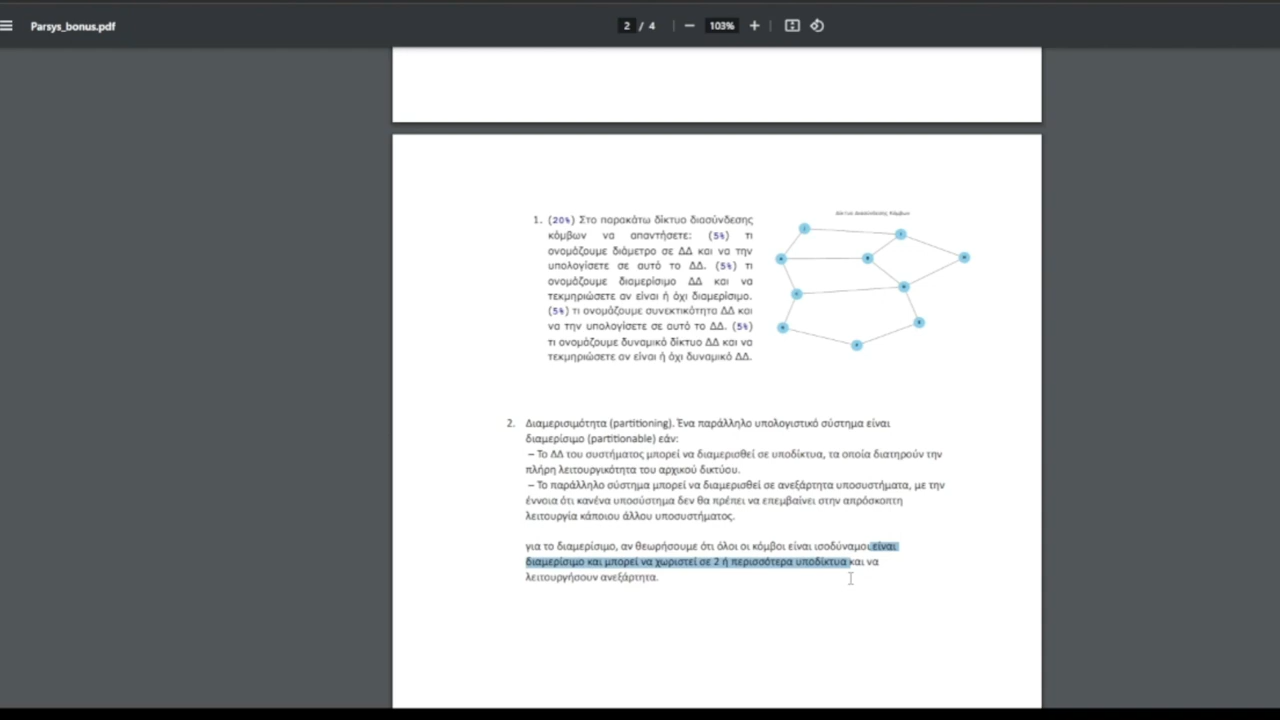 Parsys_bonus.pdf
2 / 4
103%
1. (20%) Στο παρακάτω δίκτυο διασύνδεσης
κόμβων να απαντήσετε: (5%) τι
ονομάζουμε διάμετρο σε ΔΔ και να την
υπολογίσετε σε αυτό το ΔΔ. (5%) τι
ονομάζουμε διαμερίσιμο ΔΔ και να
τεκμηριώσετε αν είναι ή όχι διαμερίσιμο.
(5%) τι ονομάζουμε συνεκτικότητα ΔΔ και
να την υπολογίσετε σε αυτό το ΔΔ. (5%)
τι ονομάζουμε δυναμικό δίκτυο ΔΔ και να
τεκμηριώσετε αν είναι ή όχι δυναμικό ΔΔ.
Δίκτυο Διασύνδεσης Κόμβων
2. Διαμερισιμότητα (partitioning). Ένα παράλληλο υπολογιστικό σύστημα είναι
διαμερίσιμο (partitionable) εάν:
– Το ΔΔ του συστήματος μπορεί να διαμερισθεί σε υποδίκτυα, τα οποία διατηρούν την
πλήρη λειτουργικότητα του αρχικού δικτύου.
– Το παράλληλο σύστημα μπορεί να διαμερισθεί σε ανεξάρτητα υποσυστήματα, με την
έννοια ότι κανένα υποσύστημα δεν θα πρέπει να επεμβαίνει στην απρόσκοπτη
λειτουργία κάποιου άλλου υποσυστήματος.
για το διαμερίσιμο, αν θεωρήσουμε ότι όλοι οι κόμβοι είναι ισοδύναμοι είναι
διαμερίσιμο και μπορεί να χωριστεί σε 2 ή περισσότερα υποδίκτυα και να
λειτουργήσουν ανεξάρτητα.